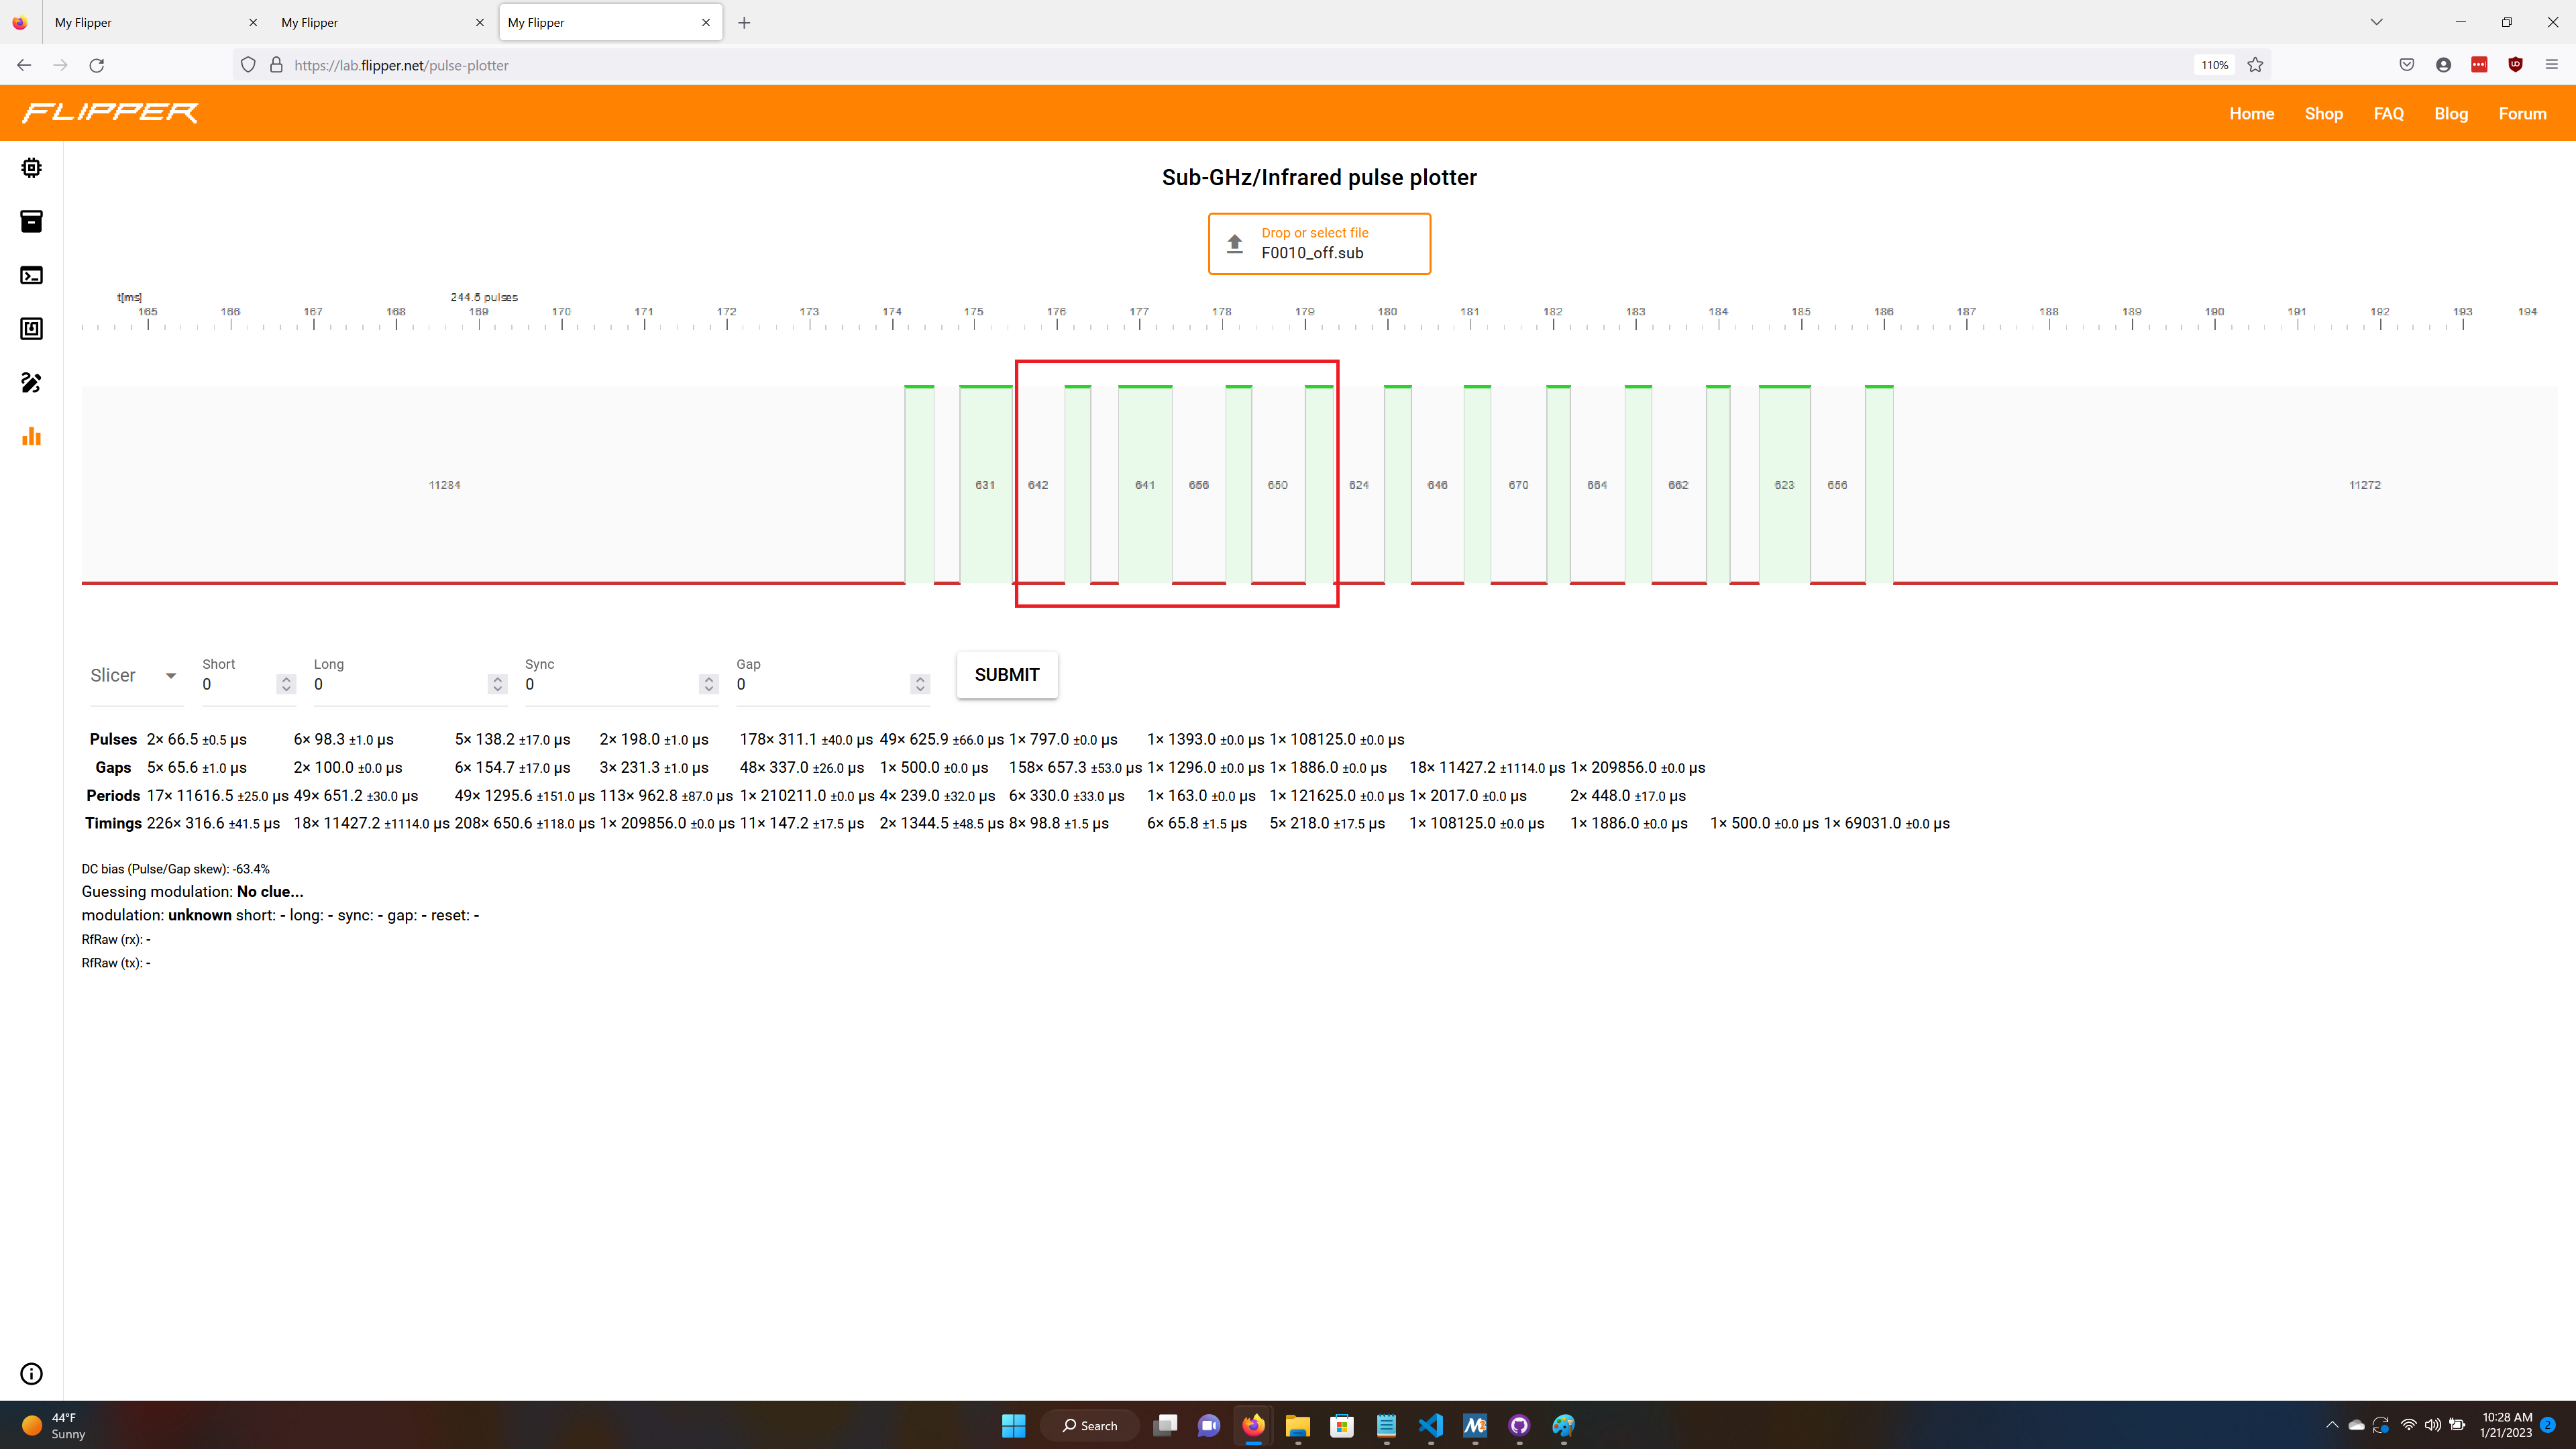 My Flipper
My Flipper
My Flipper
https://lab.flipper.net/pulse-plotter
110%
FLIPPER
Home Shop FAQ Blog Forum
Sub-GHz/Infrared pulse plotter
Drop or select file
F0010_off.sub
t[ms] 244.5 pulses
165 166 167 168 169 170 171 172 173 174 175 176 177 178 179 180 181 182 183 184 185 186 187 188 189 190 191 192 193 194
11284 631 642 641 656 650 624 646 670 664 662 623 656 11272
Slicer
Short
0
Long
0
Sync
0
Gap
0
SUBMIT
Pulses 2× 66.5 ±0.5 µs 6× 98.3 ±1.0 µs 5× 138.2 ±17.0 µs 2× 198.0 ±1.0 µs 178× 311.1 ±40.0 µs 49× 625.9 ±66.0 µs 1× 797.0 ±0.0 µs 1× 1393.0 ±0.0 µs 1× 108125.0 ±0.0 µs
Gaps 5× 65.6 ±1.0 µs 2× 100.0 ±0.0 µs 6× 154.7 ±17.0 µs 3× 231.3 ±1.0 µs 48× 337.0 ±26.0 µs 1× 500.0 ±0.0 µs 158× 657.3 ±53.0 µs 1× 1296.0 ±0.0 µs 1× 1886.0 ±0.0 µs 18× 11427.2 ±1114.0 µs 1× 209856.0 ±0.0 µs
Periods 17× 11616.5 ±25.0 µs 49× 651.2 ±30.0 µs 49× 1295.6 ±151.0 µs 113× 962.8 ±87.0 µs 1× 210211.0 ±0.0 µs 4× 239.0 ±32.0 µs 6× 330.0 ±33.0 µs 1× 163.0 ±0.0 µs 1× 121625.0 ±0.0 µs 1× 2017.0 ±0.0 µs 2× 448.0 ±17.0 µs
Timings 226× 316.6 ±41.5 µs 18× 11427.2 ±1114.0 µs 208× 650.6 ±118.0 µs 1× 209856.0 ±0.0 µs 11× 147.2 ±17.5 µs 2× 1344.5 ±48.5 µs 8× 98.8 ±1.5 µs 6× 65.8 ±1.5 µs 5× 218.0 ±17.5 µs 1× 108125.0 ±0.0 µs 1× 1886.0 ±0.0 µs 1× 500.0 ±0.0 µs 1× 69031.0 ±0.0 µs
DC bias (Pulse/Gap skew): -63.4%
Guessing modulation: No clue...
modulation: unknown short: - long: - sync: - gap: - reset: -
RfRaw (rx): -
RfRaw (tx): -
44°F
Sunny
Search
10:28 AM
1/21/2023
2